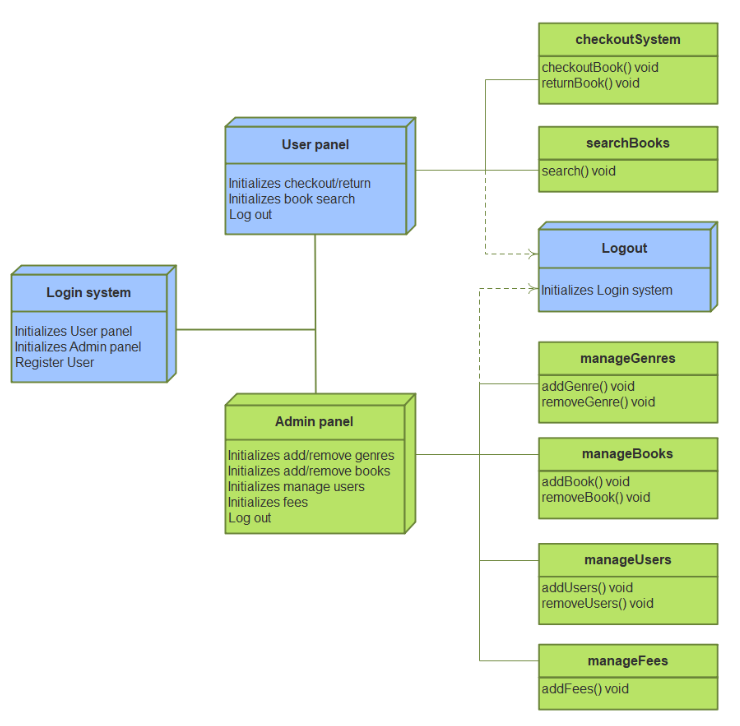 checkoutSystem
checkoutBook() void
returnBook() void
User panel
Initializes checkout/return
Initializes book search
Log out
searchBooks
search() void
Logout
Initializes Login system
Login system
Initializes User panel
Initializes Admin panel
Register User
manageGenres
addGenre() void
removeGenre() void
Admin panel
Initializes add/remove genres
Initializes add/remove books
Initializes manage users
Initializes fees
Log out
manageBooks
addBook() void
removeBook() void
manageUsers
addUsers() void
removeUsers() void
manageFees
addFees() void